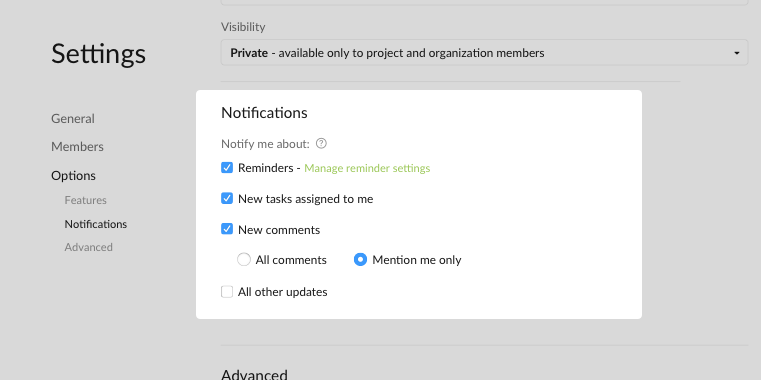 Settings
General
Members
Options
Features
Notifications
Advanced
Visibility
Private - available only to project and organization members
Notifications
Notify me about: ?
Reminders - Manage reminder settings
New tasks assigned to me
New comments
All comments Mention me only
All other updates
Advanced